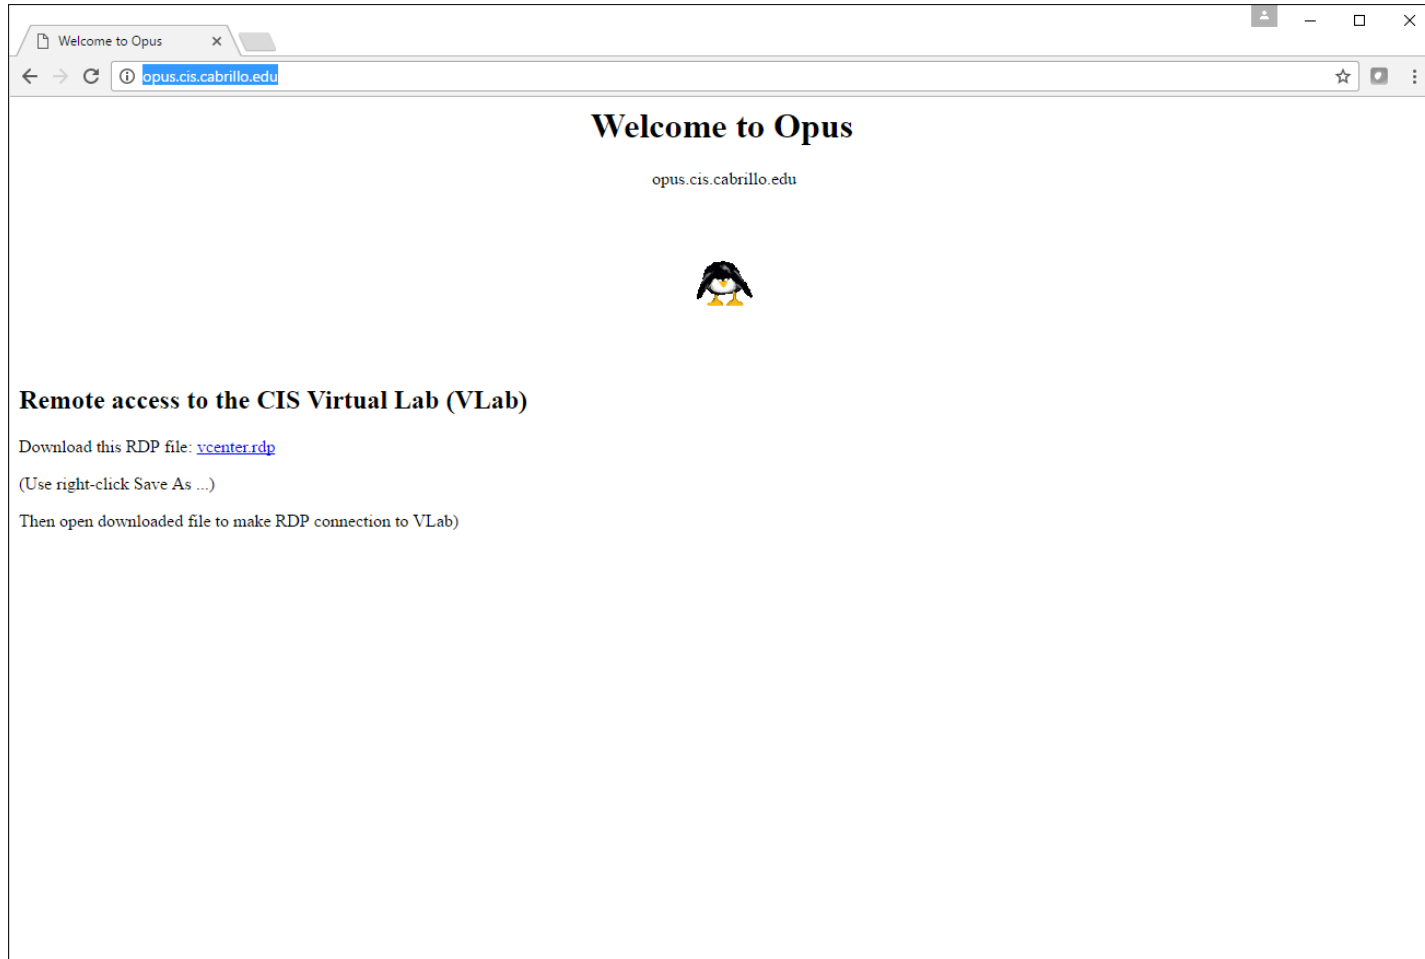 Welcome to Opus
opus.cis.cabrillo.edu
Welcome to Opus
opus.cis.cabrillo.edu
Remote access to the CIS Virtual Lab (VLab)
Download this RDP file: vcenter.rdp
(Use right-click Save As ...)
Then open downloaded file to make RDP connection to VLab)